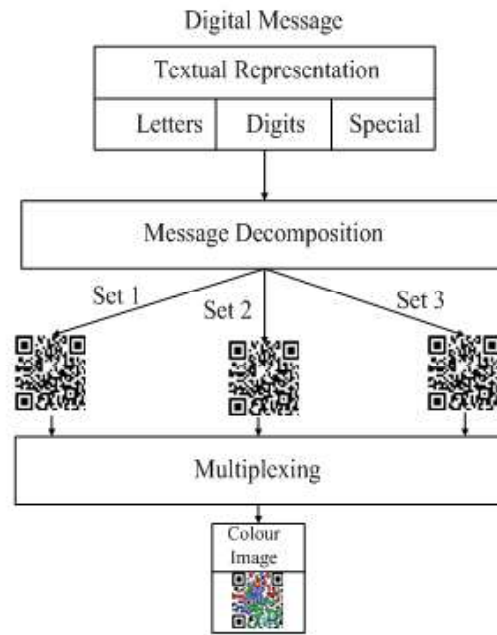 Digital Message
Textual Representation
Letters Digits Special
Message Decomposition
Set 1
Set 2
Set 3
Multiplexing
Colour
Image